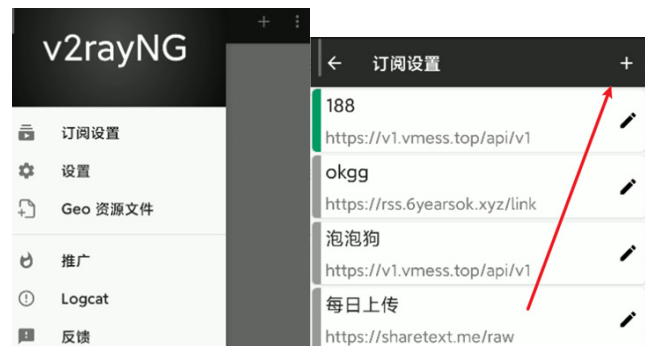 v2rayNG
订阅设置
设置
Geo 资源文件
推广
Logcat
反馈
订阅设置
188
https://v1.vmess.top/api/v1
okgg
https://rss.6yearsok.xyz/link
泡泡狗
https://v1.vmess.top/api/v1
每日上传
https://sharetext.me/raw